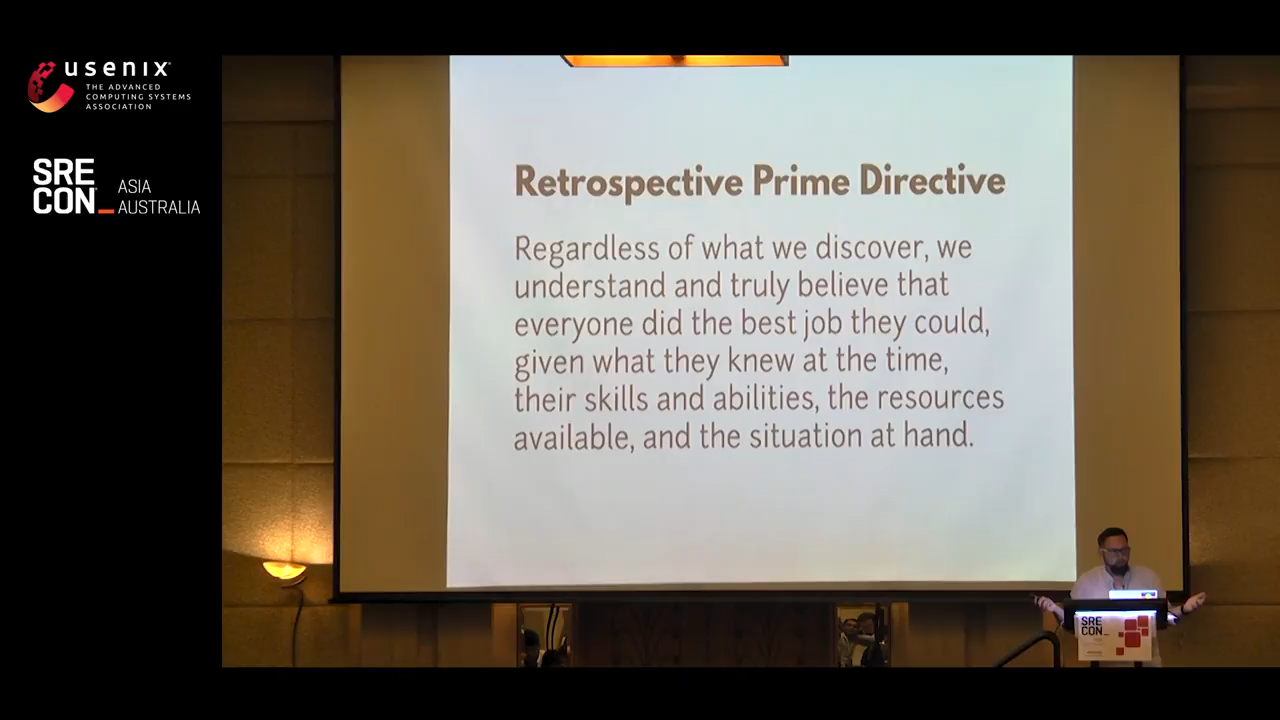 usenix
THE ADVANCED
COMPUTING SYSTEMS
ASSOCIATION
SRE
CON_
ASIA
AUSTRALIA
Retrospective Prime Directive
Regardless of what we discover, we
understand and truly believe that
everyone did the best job they could,
given what they knew at the time,
their skills and abilities, the resources
available, and the situation at hand.
SRE
CON_